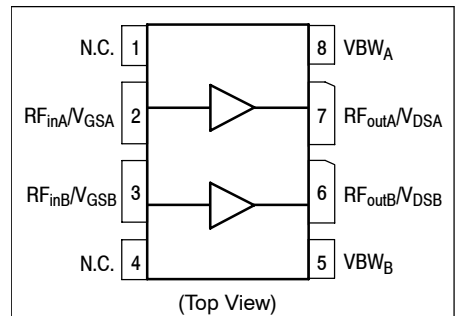 N.C. 1 8 VBWA
RFinA/VGSA 2 7 RFoutA/VDSA
RFinB/VGSB 3 6 RFoutB/VDSB
N.C. 4 5 VBWB
(Top View)